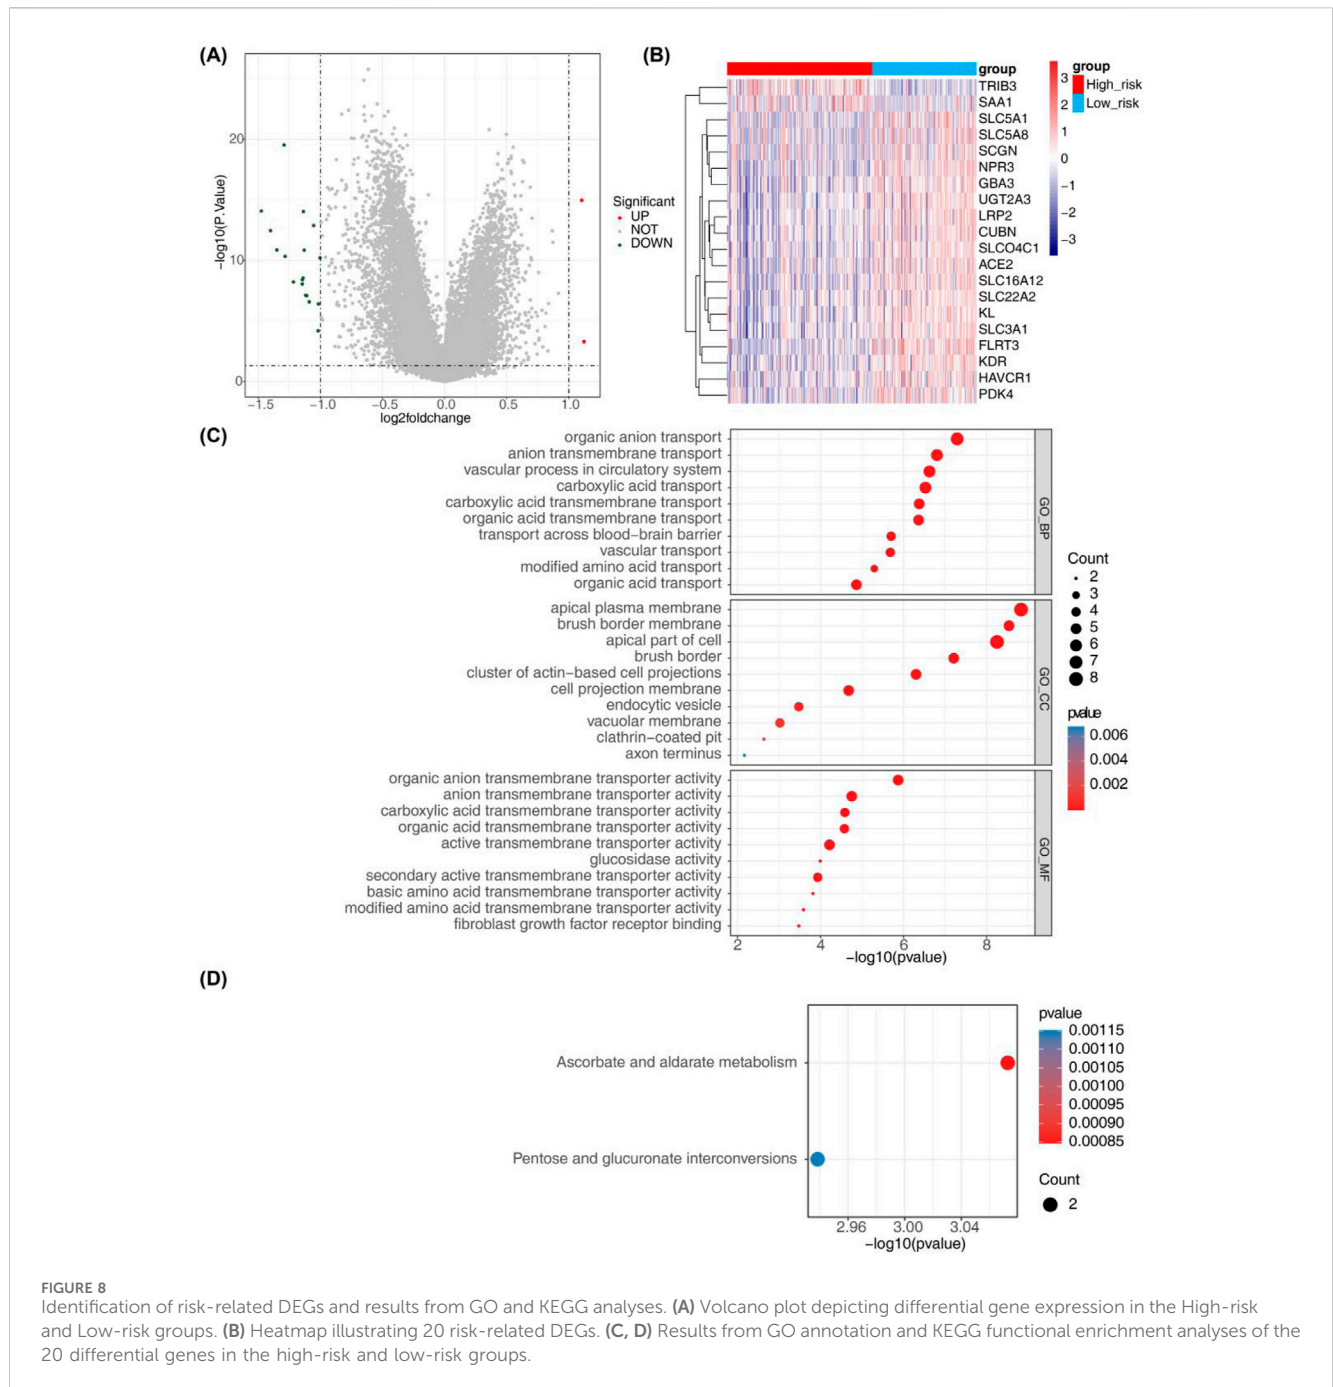 (A)
20
10
0
−log10(P.Value)
−1.5
−1.0
−0.5
0.0
0.5
1.0
log2foldchange
Significant
UP
NOT
DOWN
(B)
group
TRIB3
SAA1
SLC5A1
SLC5A8
SCGN
NPR3
GBA3
UGT2A3
LRP2
CUBN
SLCO4C1
ACE2
SLC16A12
SLC22A2
KL
SLC3A1
FLRT3
KDR
HAVCR1
PDK4
3
2
1
0
−1
−2
−3
group
High_risk
Low_risk
(C)
organic anion transport
anion transmembrane transport
vascular process in circulatory system
carboxylic acid transport
carboxylic acid transmembrane transport
organic acid transmembrane transport
transport across blood−brain barrier
vascular transport
modified amino acid transport
organic acid transport
GO_BP
apical plasma membrane
brush border membrane
apical part of cell
brush border
cluster of actin−based cell projections
cell projection membrane
endocytic vesicle
vacuolar membrane
clathrin−coated pit
axon terminus
GO_CC
organic anion transmembrane transporter activity
anion transmembrane transporter activity
carboxylic acid transmembrane transporter activity
organic acid transmembrane transporter activity
active transmembrane transporter activity
glucosidase activity
secondary active transmembrane transporter activity
basic amino acid transmembrane transporter activity
modified amino acid transmembrane transporter activity
fibroblast growth factor receptor binding
GO_MF
2
4
6
8
−log10(pvalue)
Count
2
3
4
5
6
7
8
pvalue
0.006
0.004
0.002
(D)
Ascorbate and aldarate metabolism
Pentose and glucuronate interconversions
2.96
3.00
3.04
−log10(pvalue)
pvalue
0.00115
0.00110
0.00105
0.00100
0.00095
0.00090
0.00085
Count
2
FIGURE 8
Identification of risk-related DEGs and results from GO and KEGG analyses. (A) Volcano plot depicting differential gene expression in the High-risk
and Low-risk groups. (B) Heatmap illustrating 20 risk-related DEGs. (C, D) Results from GO annotation and KEGG functional enrichment analyses of the
20 differential genes in the high-risk and low-risk groups.